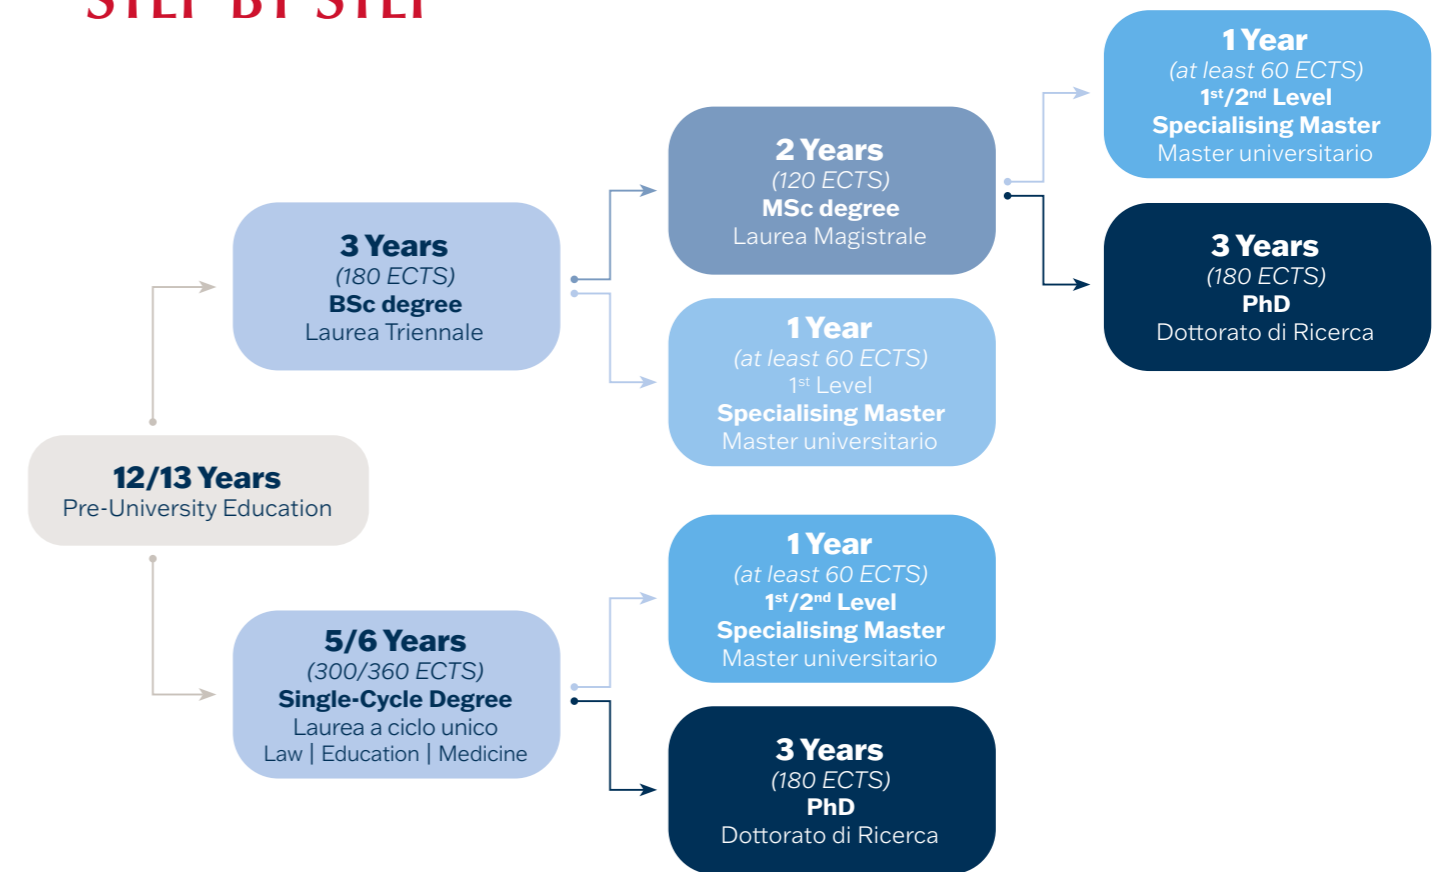 STEP BY STEP
12/13 Years
Pre-University Education
3 Years
(180 ECTS)
BSc degree
Laurea Triennale
2 Years
(120 ECTS)
MSc degree
Laurea Magistrale
1 Year
(at least 60 ECTS)
1st/2nd Level
Specialising Master
Master universitario
3 Years
(180 ECTS)
PhD
Dottorato di Ricerca
1 Year
(at least 60 ECTS)
1st Level
Specialising Master
Master universitario
5/6 Years
(300/360 ECTS)
Single-Cycle Degree
Laurea a ciclo unico
Law | Education | Medicine
1 Year
(at least 60 ECTS)
1st/2nd Level
Specialising Master
Master universitario
3 Years
(180 ECTS)
PhD
Dottorato di Ricerca